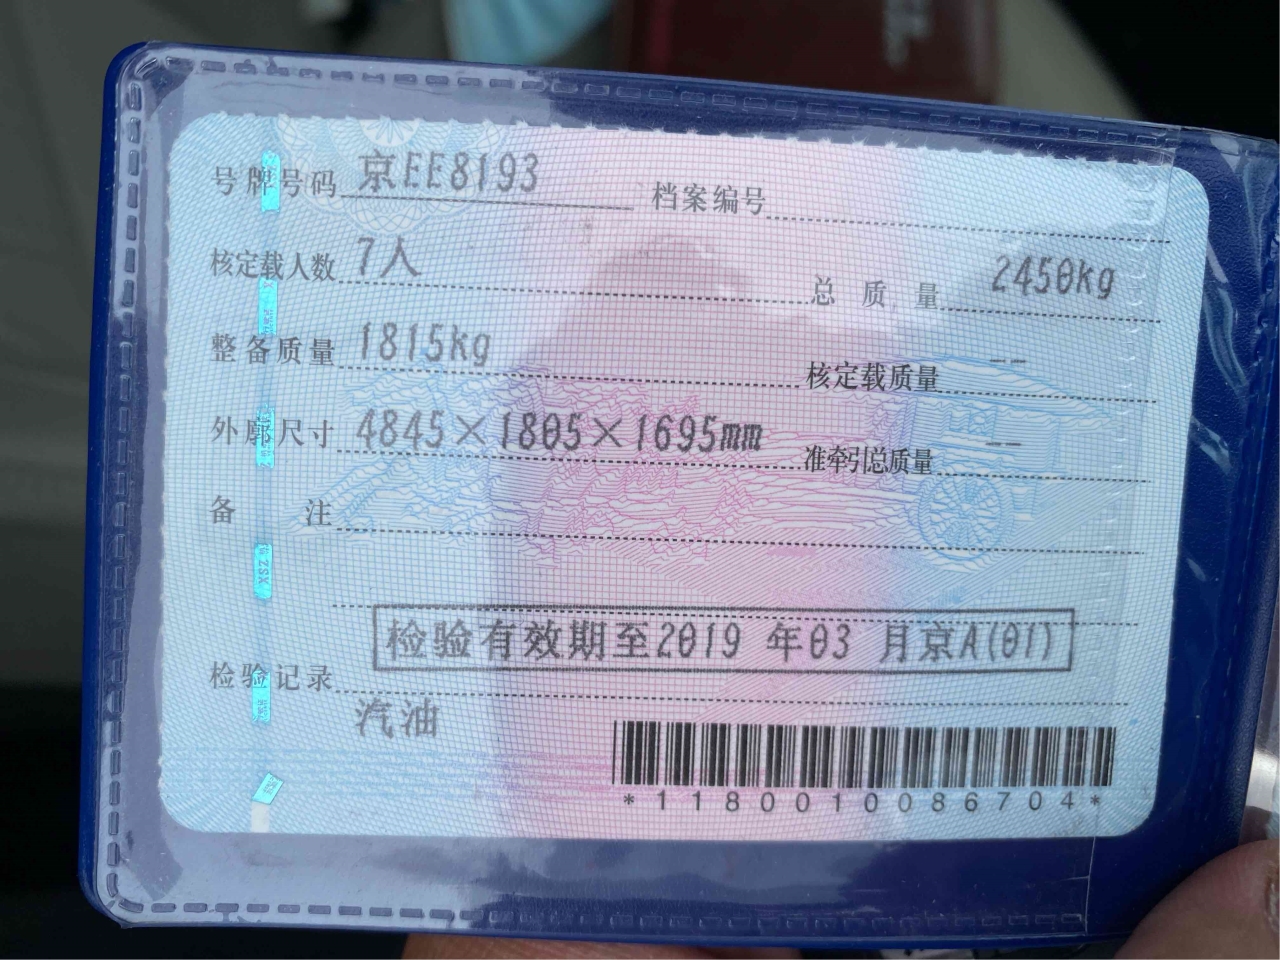 号牌号码 京EE8193 档案编号
核定载人数 7人 总质量 2450kg
整备质量 1815kg 核定载质量 --
外廓尺寸 4845×1805×1695mm 准牵引总质量 --
备注
检验记录 检验有效期至2019 年03 月京A(01)
汽油
*1180010086704*